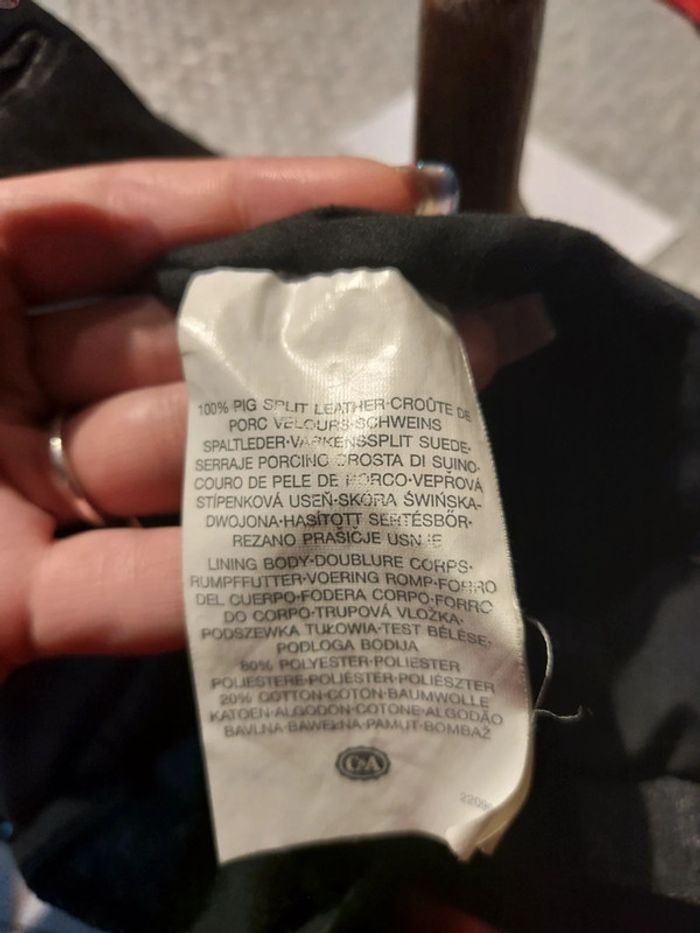 100% PIG SPLIT LEATHER·CROÛTE DE
PORC VELOURS·SCHWEINS
SPALTLEDER·VARKENSSPLIT SUEDE·
SERRAJE PORCINO CROSTA DI SUINO·
COURO DE PELE DE PORCO·VEPROVÁ
STÍPENKOVÁ USEŇ·SKÓRA ŚWIŃSKA-
DWOJONA·HASÍTOTT SERTÉSBŐR·
REZANO PRAŠIČJE USNJE
LINING BODY·DOUBLURE CORPS·
RUMPFFUTTER·VOERING ROMP·FORRO
DEL CUERPO·FODERA CORPO·FORRO
DO CORPO·TRUPOVÁ VLOŽKA·
PODSZEWKA TUŁOWIA·TEST BÉLÉSE·
PODLOGA BODIJA
80% POLYESTER·POLIESTER
POLIESTERE·POLIÉSTER·POLIÉSZTER
20% COTTON·COTON·BAUMWOLLE
KATOEN·ALGODON·COTONE·ALGODÃO
BAVLNA·BAWEŁNA·PAMUT·BOMBAŽ
C&A